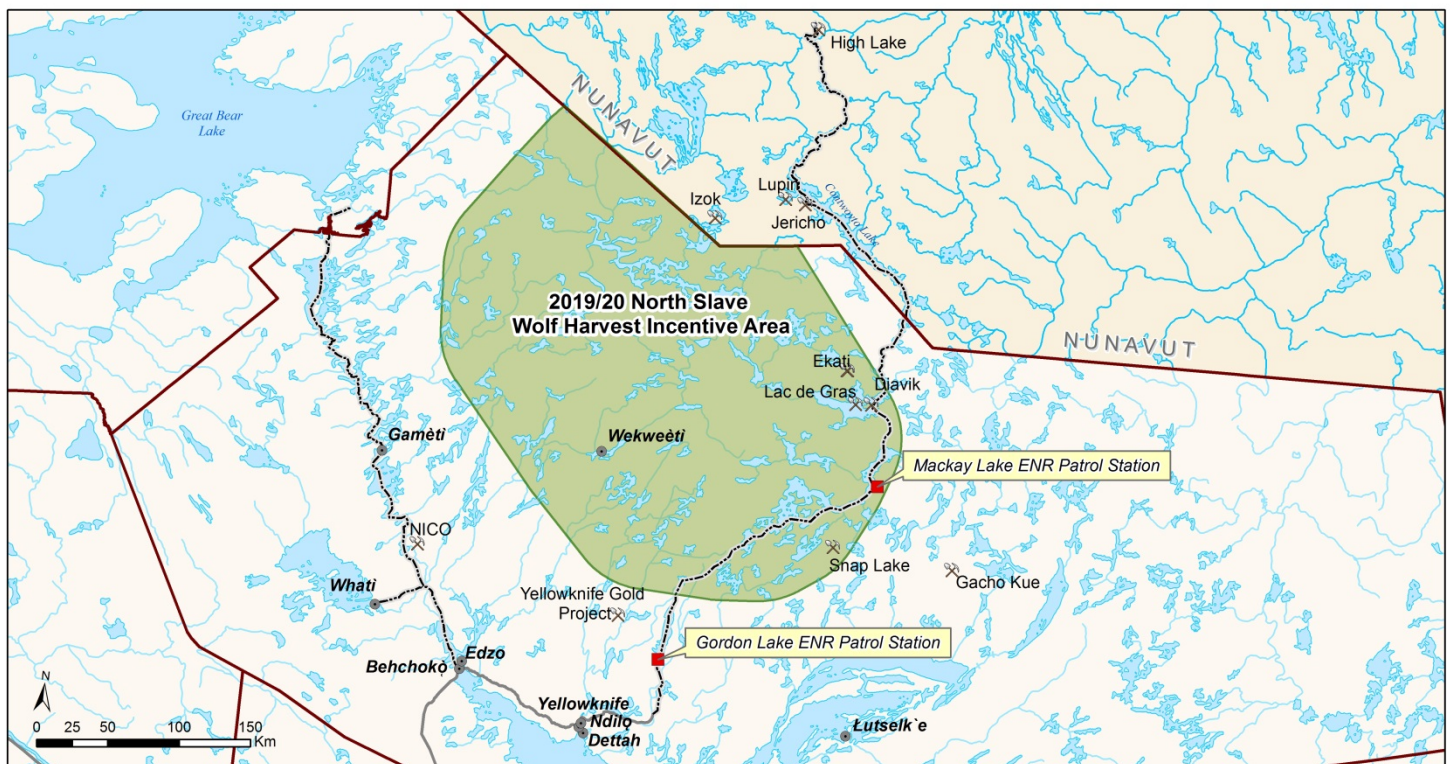 High Lake
NUNAVUT
Great Bear
Lake
Lupin
Izok
Jericho
Contwoyto Lake
2019/20 North Slave
Wolf Harvest Incentive Area
NUNAVUT
Ekati
Lac de Gras
Diavik
Gamètì
Wekweètì
Mackay Lake ENR Patrol Station
NICO
Snap Lake
Gacho Kue
Whatì
Yellowknife Gold
Project
Gordon Lake ENR Patrol Station
Edzo
Behchokǫ̀
Yellowknife
Ndilǫ
Dettah
Łutselk`e
N
0 25 50 100 150
Km